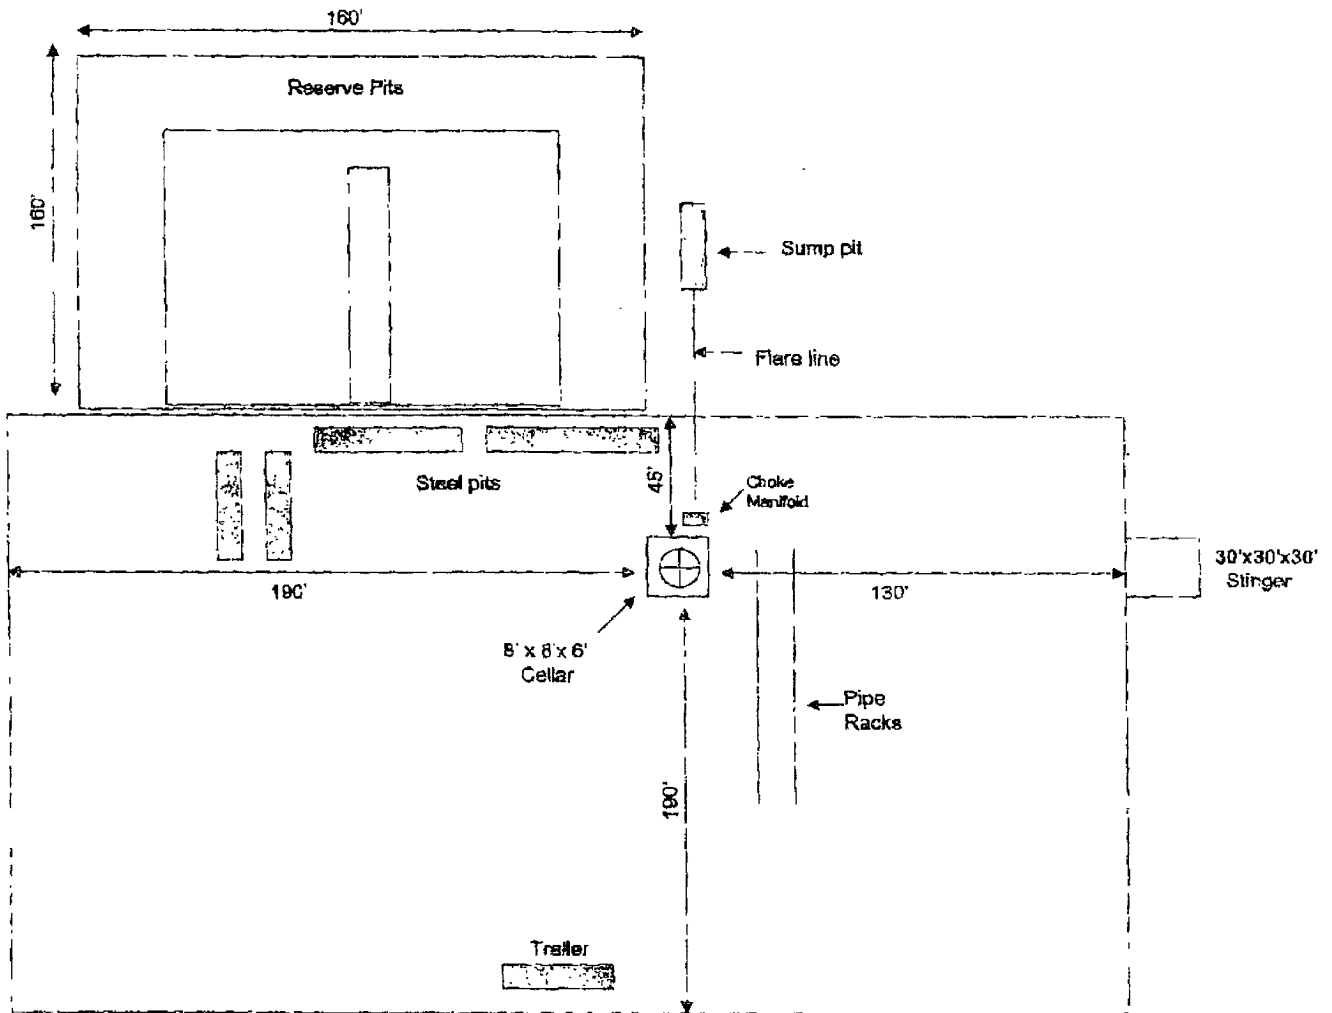 160'
Reserve Pits
160'
Sump pit
Flare line
Steel pits
45'
Choke
Manifold
30'x30'x30'
Stinger
190'
130'
8' x 8'x 6'
Cellar
Pipe
Racks
190'
Trailer